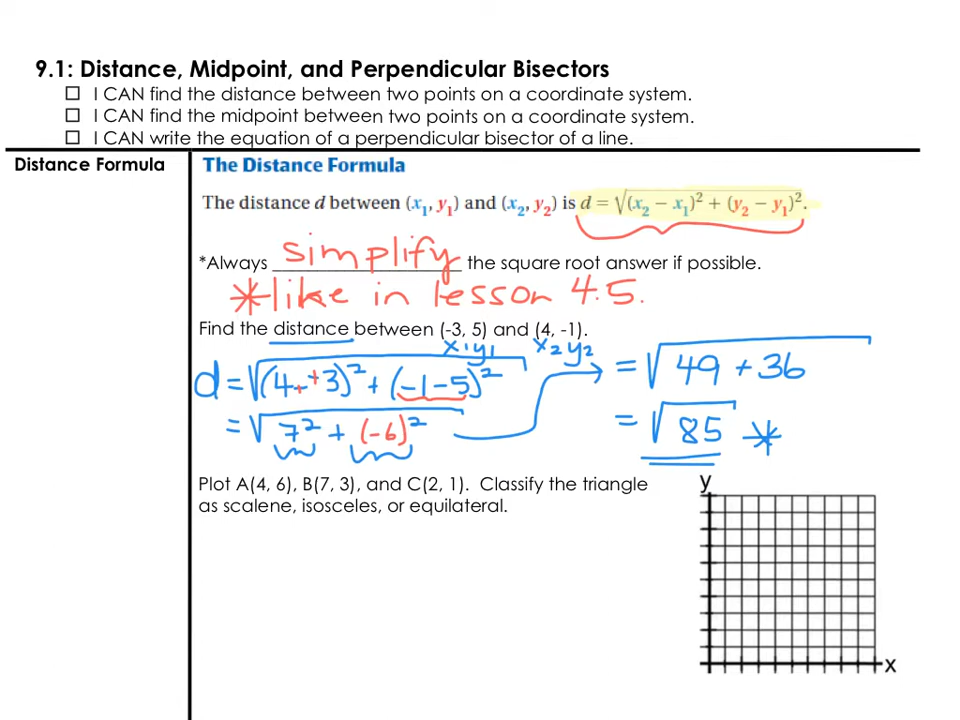 9.1: Distance, Midpoint, and Perpendicular Bisectors
☐ I CAN find the distance between two points on a coordinate system.
☐ I CAN find the midpoint between two points on a coordinate system.
☐ I CAN write the equation of a perpendicular bisector of a line.
Distance Formula
The Distance Formula
The distance d between (x₁, y₁) and (x₂, y₂) is d = √(x₂ − x₁)² + (y₂ − y₁)².
*Always simplify the square root answer if possible.
*like in lesson 4.5.
Find the distance between (-3, 5) and (4, -1).
x₁ y₁ x₂ y₂
d = √(4 - + + 3)² + (-1 - 5)²
= √7² + (-6)²
= √49 + 36
= √85 *
Plot A(4, 6), B(7, 3), and C(2, 1). Classify the triangle
as scalene, isosceles, or equilateral.
y
x